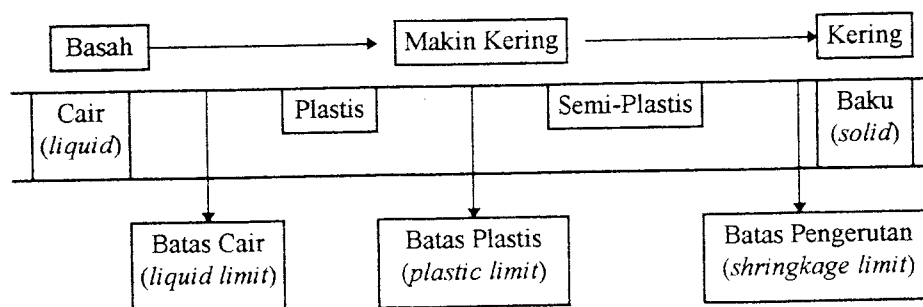 Basah
Makin Kering
Kering
Cair
(liquid)
Plastis
Semi-Plastis
Baku
(solid)
Batas Cair
(liquid limit)
Batas Plastis
(plastic limit)
Batas Pengerutan
(shringkage limit)